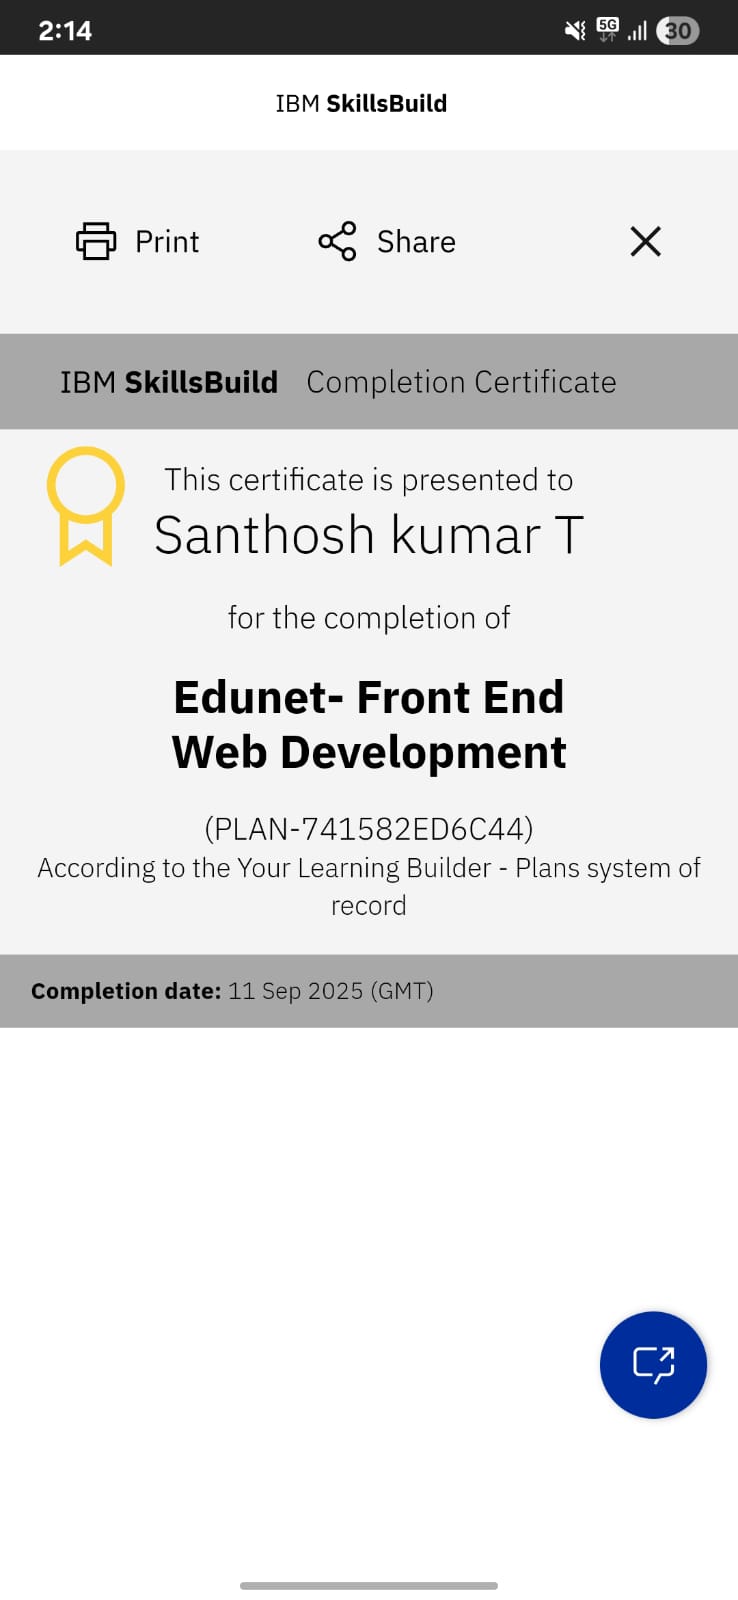 2:14
5G
30
IBM SkillsBuild
Print
Share
IBM SkillsBuild Completion Certificate
This certificate is presented to
Santhosh kumar T
for the completion of
Edunet- Front End
Web Development
(PLAN-741582ED6C44)
According to the Your Learning Builder - Plans system of
record
Completion date: 11 Sep 2025 (GMT)